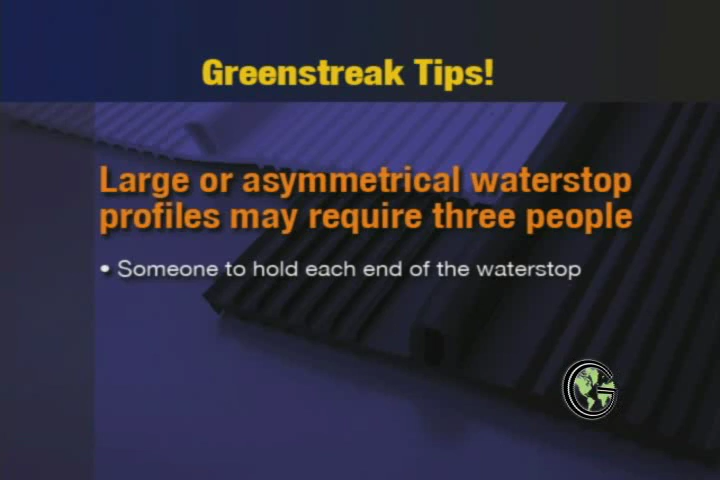 Greenstreak Tips!
Large or asymmetrical waterstop
profiles may require three people
• Someone to hold each end of the waterstop
G